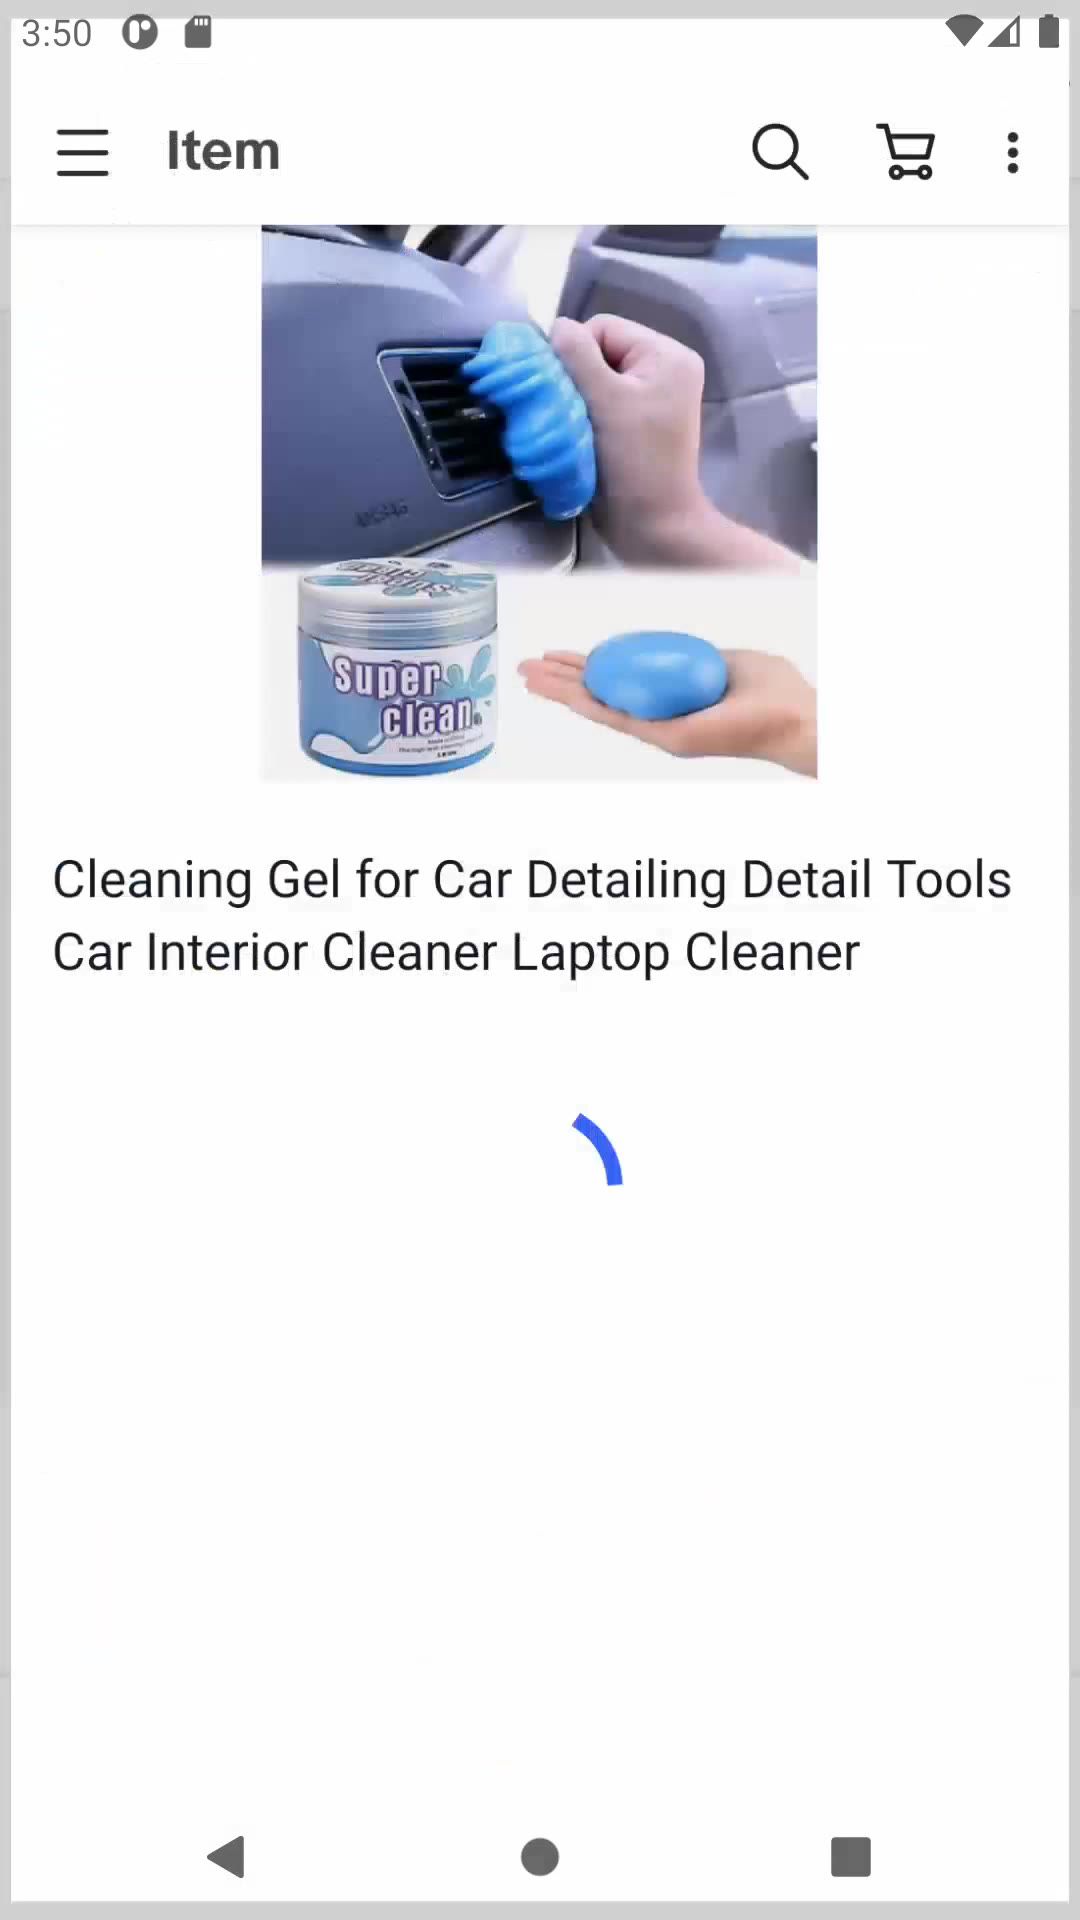 3:50
Item
Super
clean
Cleaning Gel for Car Detailing Detail Tools
Car Interior Cleaner Laptop Cleaner